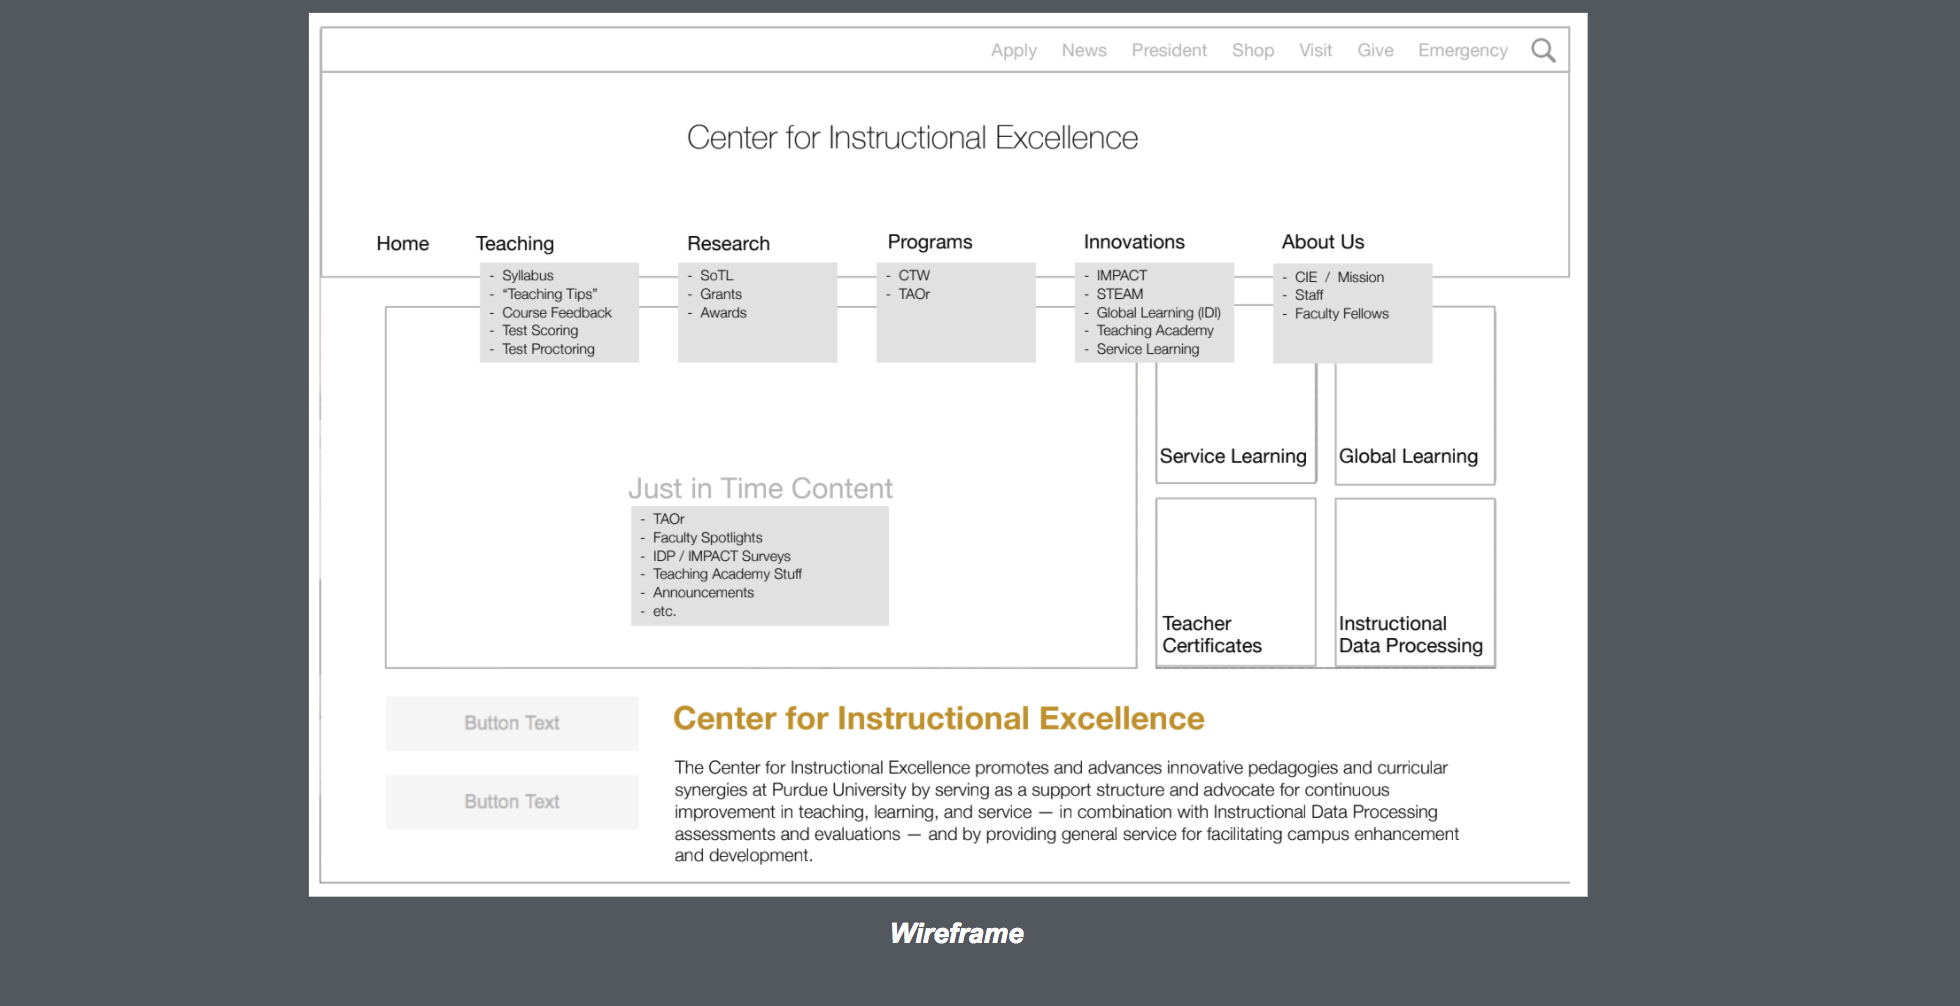 Apply News President Shop Visit Give Emergency
Center for Instructional Excellence
Home Teaching Research Programs Innovations About Us
- Syllabus
- “Teaching Tips”
- Course Feedback
- Test Scoring
- Test Proctoring
- SoTL
- Grants
- Awards
- CTW
- TAOr
- IMPACT
- STEAM
- Global Learning (IDI)
- Teaching Academy
- Service Learning
- CIE / Mission
- Staff
- Faculty Fellows
Just in Time Content
- TAOr
- Faculty Spotlights
- IDP / IMPACT Surveys
- Teaching Academy Stuff
- Announcements
- etc.
Service Learning
Global Learning
Teacher
Certificates
Instructional
Data Processing
Button Text
Button Text
Center for Instructional Excellence
The Center for Instructional Excellence promotes and advances innovative pedagogies and curricular
synergies at Purdue University by serving as a support structure and advocate for continuous
improvement in teaching, learning, and service — in combination with Instructional Data Processing
assessments and evaluations — and by providing general service for facilitating campus enhancement
and development.
Wireframe